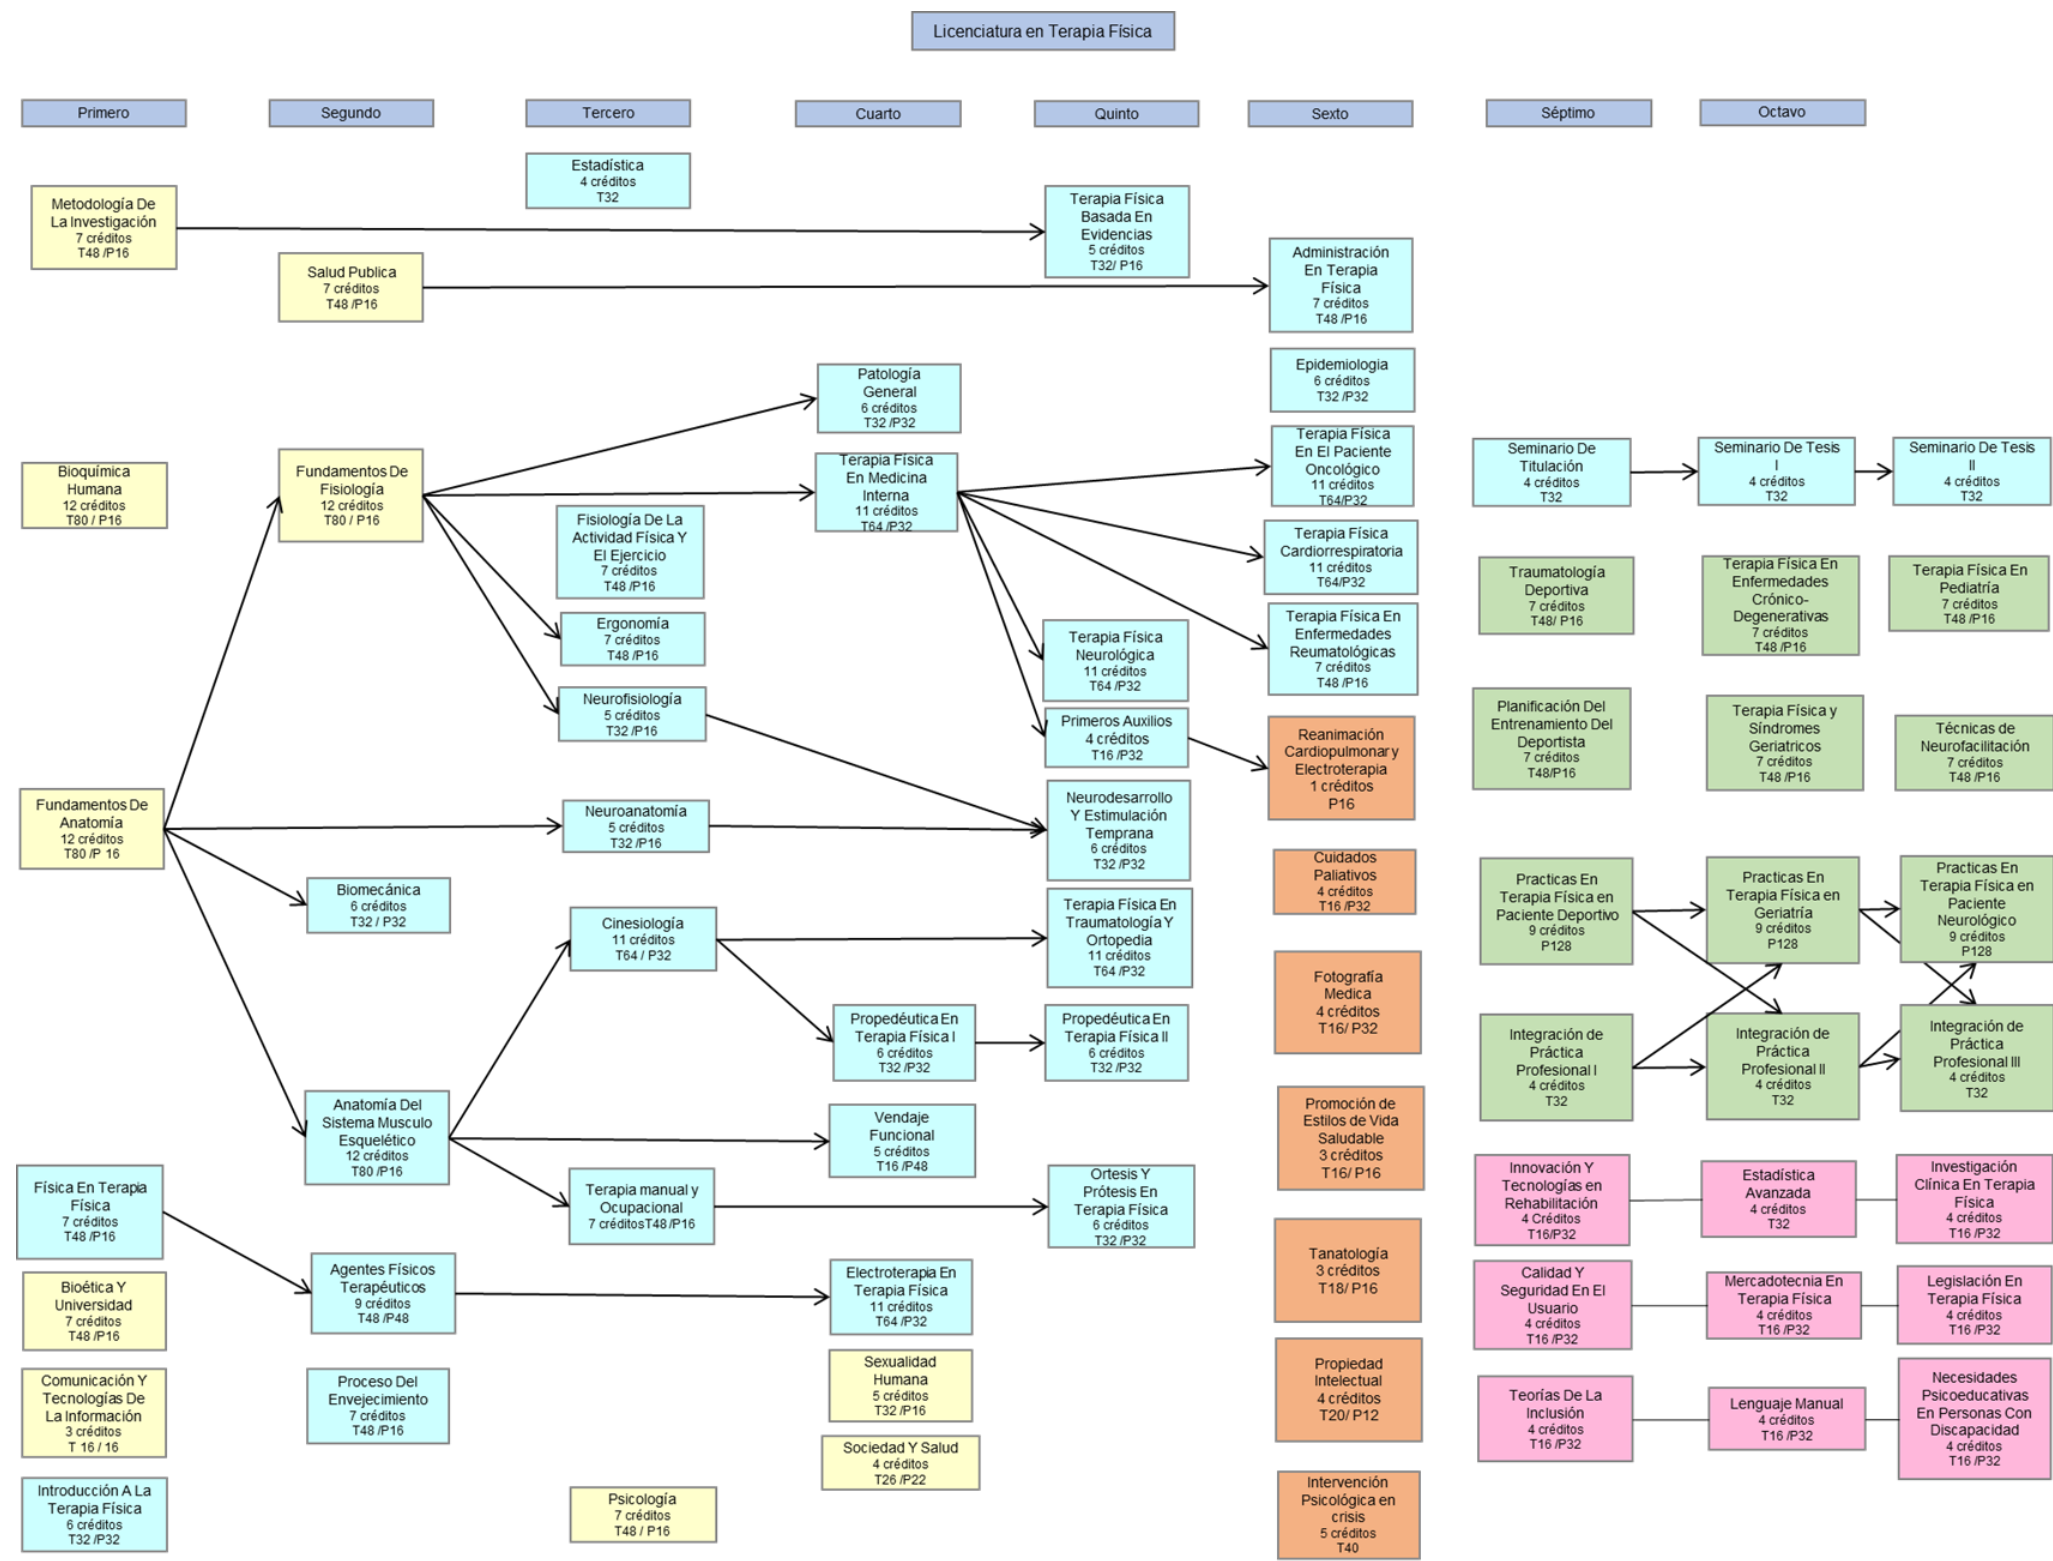 Licenciatura en Terapia Física
Primero
Segundo
Tercero
Cuarto
Quinto
Sexto
Séptimo
Octavo
Metodología De
La Investigación
7 créditos
T48 /P16
Bioquímica
Humana
12 créditos
T80 / P16
Fundamentos De
Anatomía
12 créditos
T80 /P 16
Física En Terapia
Física
7 créditos
T48 /P16
Bioética Y
Universidad
7 créditos
T48 /P16
Comunicación Y
Tecnologías De
La Información
3 créditos
T 16 / 16
Introducción A La
Terapia Física
6 créditos
T32 /P32
Salud Publica
7 créditos
T48 /P16
Fundamentos De
Fisiología
12 créditos
T80 / P16
Biomecánica
6 créditos
T32 / P32
Anatomía Del
Sistema Musculo
Esquelético
12 créditos
T80 /P16
Agentes Físicos
Terapéuticos
9 créditos
T48 /P48
Proceso Del
Envejecimiento
7 créditos
T48 /P16
Estadística
4 créditos
T32
Fisiología De La
Actividad Física Y
El Ejercicio
7 créditos
T48 /P16
Ergonomía
7 créditos
T48 /P16
Neurofisiología
5 créditos
T32 /P16
Neuroanatomía
5 créditos
T32 /P16
Cinesiología
11 créditos
T64 / P32
Terapia manual y
Ocupacional
7 créditosT48 /P16
Psicología
7 créditos
T48 / P16
Patología
General
6 créditos
T32 /P32
Terapia Física
En Medicina
Interna
11 créditos
T64 /P32
Propedéutica En
Terapia Física I
6 créditos
T32 /P32
Vendaje
Funcional
5 créditos
T16 /P48
Electroterapia En
Terapia Física
11 créditos
T64 /P32
Sexualidad
Humana
5 créditos
T32 /P16
Sociedad Y Salud
4 créditos
T26 /P22
Terapia Física
Basada En
Evidencias
5 créditos
T32/ P16
Terapia Física
Neurológica
11 créditos
T64 /P32
Primeros Auxilios
4 créditos
T16 /P32
Neurodesarrollo
Y Estimulación
Temprana
6 créditos
T32 /P32
Terapia Física En
Traumatología Y
Ortopedia
11 créditos
T64 /P32
Propedéutica En
Terapia Física II
6 créditos
T32 /P32
Ortesis Y
Prótesis En
Terapia Física
6 créditos
T32 /P32
Administración
En Terapia
Física
7 créditos
T48 /P16
Epidemiologia
6 créditos
T32 /P32
Terapia Física
En El Paciente
Oncológico
11 créditos
T64/P32
Terapia Física
Cardiorrespiratoria
11 créditos
T64/P32
Terapia Física En
Enfermedades
Reumatológicas
7 créditos
T48 /P16
Reanimación
Cardiopulmonar y
Electroterapia
1 créditos
P16
Cuidados
Paliativos
4 créditos
T16 /P32
Fotografía
Medica
4 créditos
T16/ P32
Promoción de
Estilos de Vida
Saludable
3 créditos
T16/ P16
Tanatología
3 créditos
T18/ P16
Propiedad
Intelectual
4 créditos
T20/ P12
Intervención
Psicológica en
crisis
5 créditos
T40
Seminario De
Titulación
4 créditos
T32
Traumatología
Deportiva
7 créditos
T48/ P16
Planificación Del
Entrenamiento Del
Deportista
7 créditos
T48/P16
Practicas En
Terapia Física en
Paciente Deportivo
9 créditos
P128
Integración de
Práctica
Profesional I
4 créditos
T32
Innovación Y
Tecnologías en
Rehabilitación
4 Créditos
T16/P32
Calidad Y
Seguridad En El
Usuario
4 créditos
T16 /P32
Teorías De La
Inclusión
4 créditos
T16 /P32
Seminario De Tesis
I
4 créditos
T32
Terapia Física En
Enfermedades
Crónico-
Degenerativas
7 créditos
T48 /P16
Terapia Física y
Síndromes
Geriatricos
7 créditos
T48 /P16
Practicas En
Terapia Física en
Geriatría
9 créditos
P128
Integración de
Práctica
Profesional II
4 créditos
T32
Estadística
Avanzada
4 créditos
T32
Mercadotecnia En
Terapia Física
4 créditos
T16 /P32
Lenguaje Manual
4 créditos
T16 /P32
Seminario De Tesis
II
4 créditos
T32
Terapia Física En
Pediatría
7 créditos
T48 /P16
Técnicas de
Neurofacilitación
7 créditos
T48 /P16
Practicas En
Terapia Física en
Paciente
Neurológico
9 créditos
P128
Integración de
Práctica
Profesional III
4 créditos
T32
Investigación
Clínica En Terapia
Física
4 créditos
T16 /P32
Legislación En
Terapia Física
4 créditos
T16 /P32
Necesidades
Psicoeducativas
En Personas Con
Discapacidad
4 créditos
T16 /P32